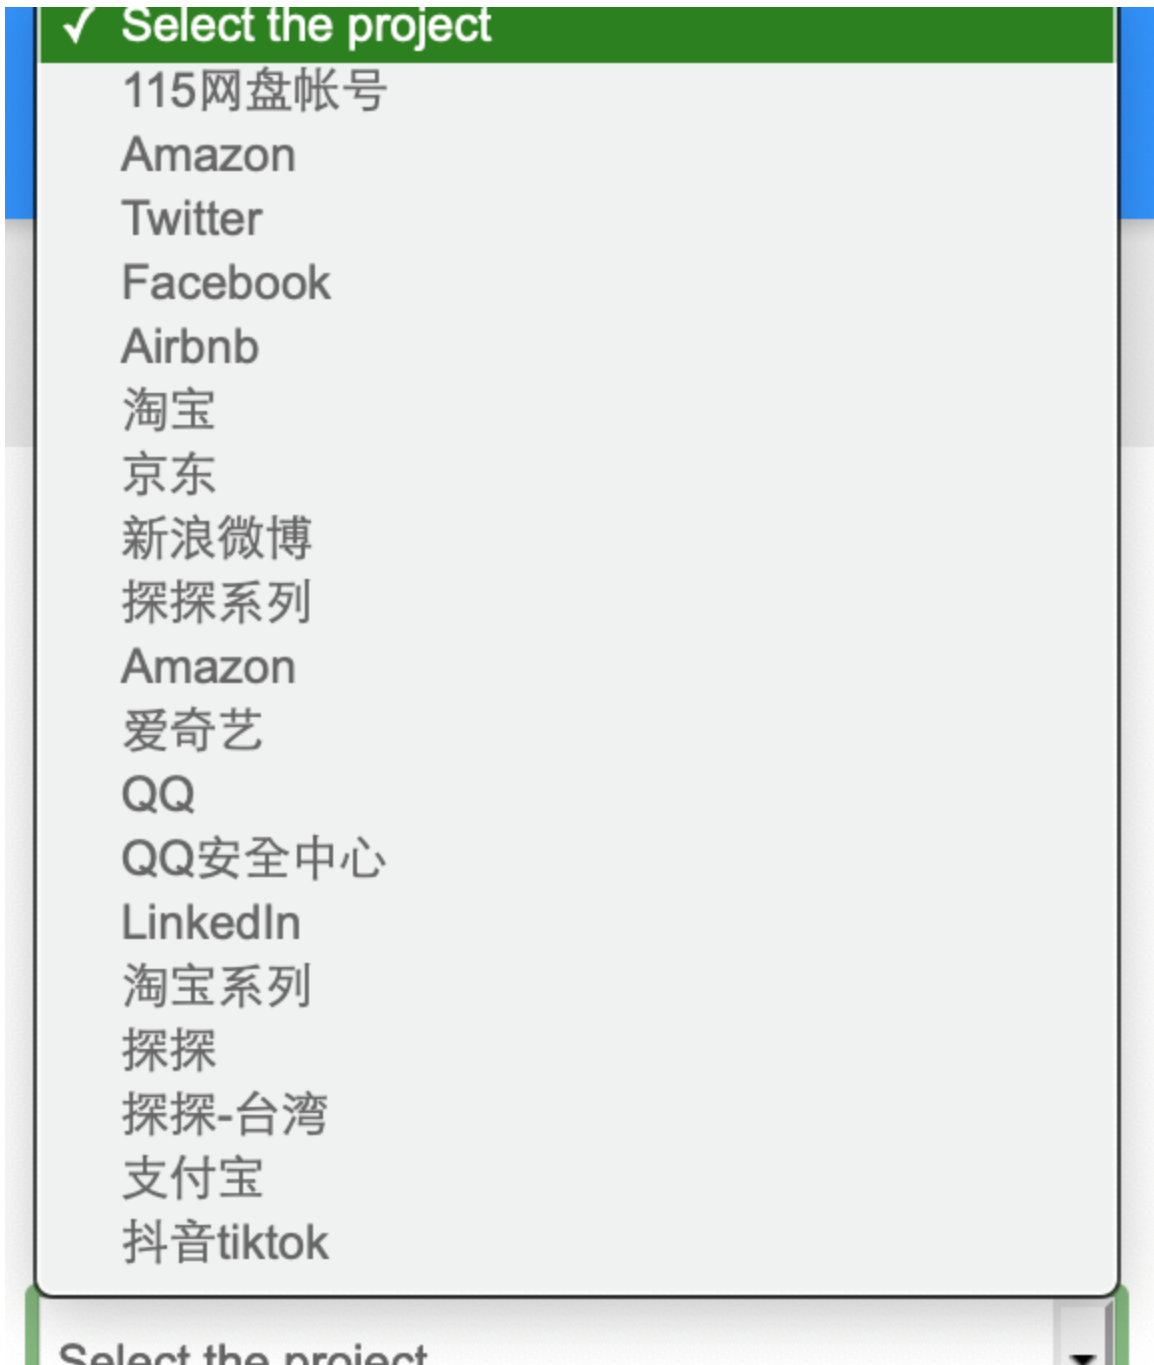 ✓ Select the project
115网盘帐号
Amazon
Twitter
Facebook
Airbnb
淘宝
京东
新浪微博
探探系列
Amazon
爱奇艺
QQ
QQ安全中心
LinkedIn
淘宝系列
探探
探探-台湾
支付宝
抖音tiktok
Select the project